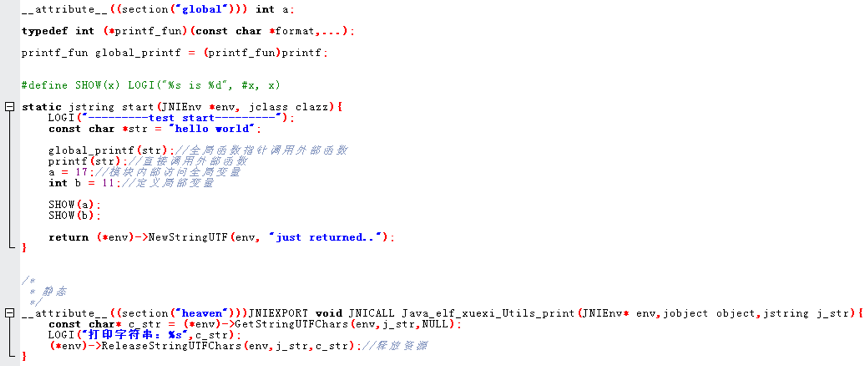 __attribute__((section("global"))) int a;
typedef int (*printf_fun)(const char *format,...);
printf_fun global_printf = (printf_fun)printf;
#define SHOW(x) LOGI("%s is %d", #x, x)
static jstring start(JNIEnv *env, jclass clazz){
LOGI("---------test start---------");
const char *str = "hello world";
global_printf(str);//全局函数指针调用外部函数
printf(str);//直接调用外部函数
a = 17;//模块内部访问全局变量
int b = 11;//定义局部变量
SHOW(a);
SHOW(b);
return (*env)->NewStringUTF(env, "just returned..");
}
/*
* 静态
*/
__attribute__((section("heaven")))JNIEXPORT void JNICALL Java_elf_xuexi_Utils_print(JNIEnv* env,jobject object,jstring j_str){
const char* c_str = (*env)->GetStringUTFChars(env,j_str,NULL);
LOGI("打印字符串：%s",c_str);
(*env)->ReleaseStringUTFChars(env,j_str,c_str);//释放资源
}